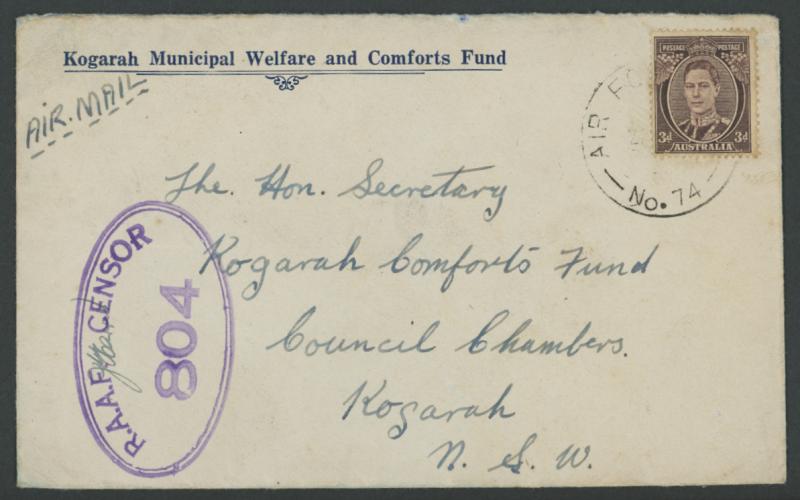 Kogarah Municipal Welfare and Comforts Fund
AIR. MAIL
POSTAGE POSTAGE
3d 3d
AUSTRALIA
AIR FO
No. 74
The. Hon. Secretary
Kogarah Comforts Fund
Council Chambers.
Kogarah
N. S. W.
R.A.A.F. CENSOR
804